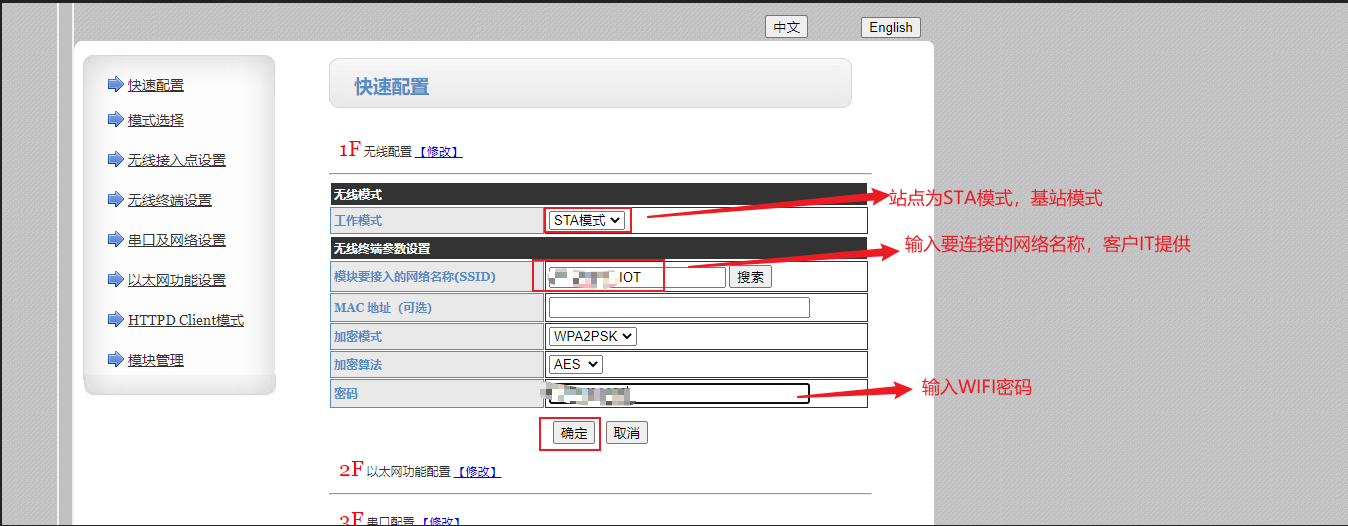 中文 English
快速配置
模式选择
无线接入点设置
无线终端设置
串口及网络设置
以太网功能设置
HTTPD Client模式
模块管理
快速配置
1F 无线配置 【修改】
无线模式
工作模式 STA模式
站点为STA模式，基站模式
无线终端参数设置
输入要连接的网络名称，客户IT提供
模块要接入的网络名称(SSID) IOT 搜索
MAC 地址（可选）
加密模式 WPA2PSK
加密算法 AES
密码
输入WIFI密码
确定 取消
2F 以太网功能配置 【修改】
3F 串口配置 【修改】